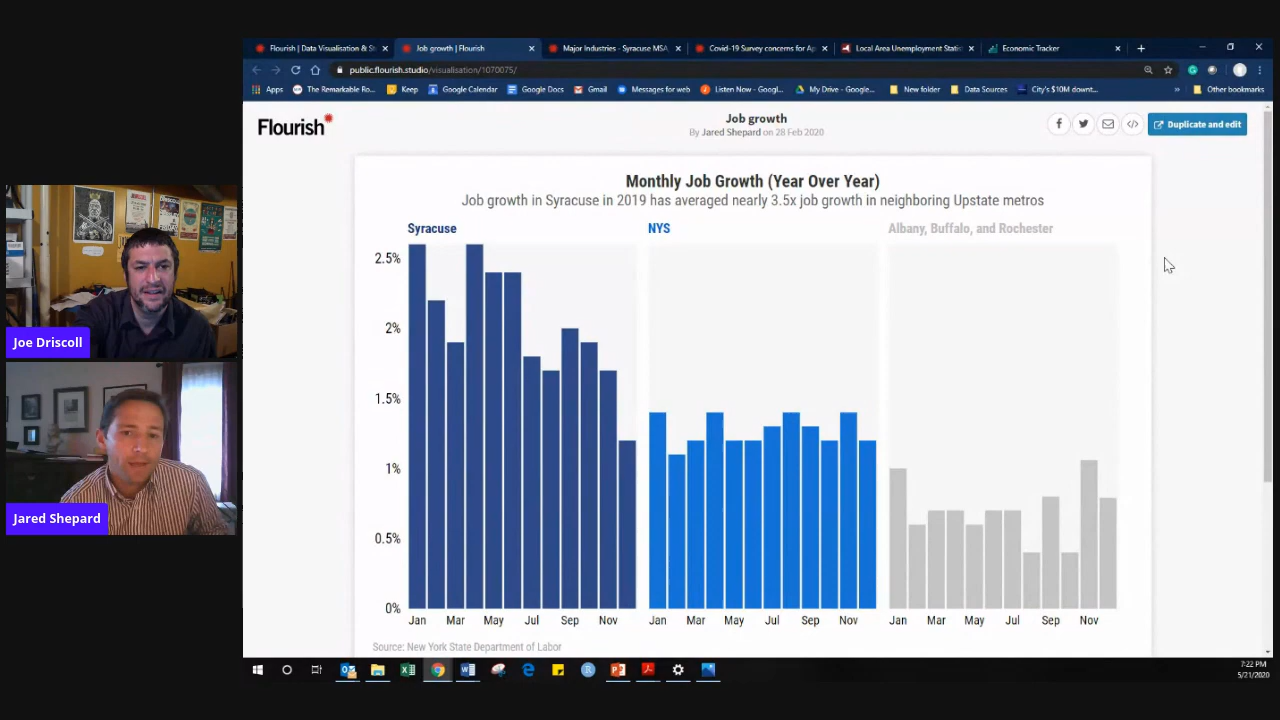 Flourish | Data Visualisation & St
Job growth | Flourish
Major Industries - Syracuse MSA
Covid-19 Survey concerns for Ap
Local Area Unemployment Statis
Economic Tracker
public.flourish.studio/visualisation/1070075/
Apps
The Remarkable Ro...
Keep
Google Calendar
Google Docs
Gmail
Messages for web
Listen Now - Googl...
My Drive - Google...
New folder
Data Sources
City's $10M downt...
Other bookmarks
Flourish
Job growth
By Jared Shepard on 28 Feb 2020
Duplicate and edit
Monthly Job Growth (Year Over Year)
Job growth in Syracuse in 2019 has averaged nearly 3.5x job growth in neighboring Upstate metros
Syracuse
NYS
Albany, Buffalo, and Rochester
2.5%
2%
1.5%
1%
0.5%
0%
Jan Mar May Jul Sep Nov
Jan Mar May Jul Sep Nov
Jan Mar May Jul Sep Nov
Source: New York State Department of Labor
Joe Driscoll
Jared Shepard
7:22 PM
5/21/2020